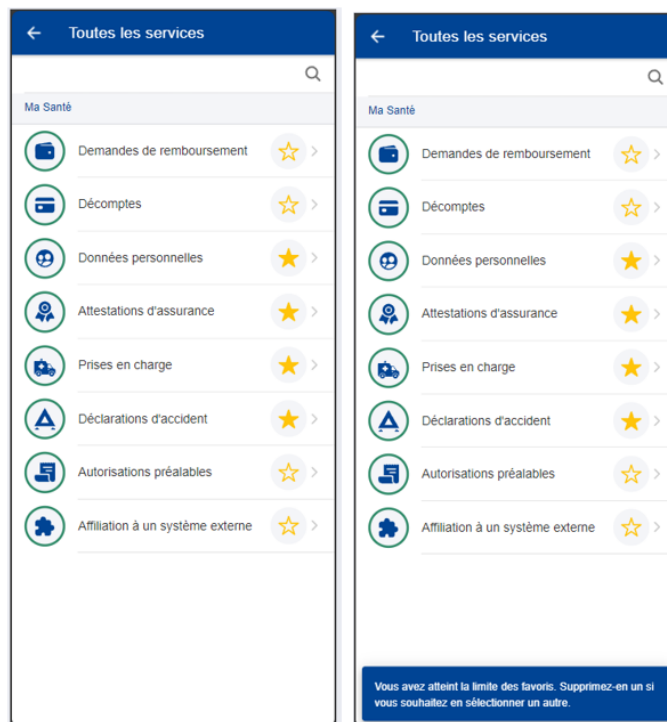 Toutes les services
Ma Santé
Demandes de remboursement
Décomptes
Données personnelles
Attestations d'assurance
Prises en charge
Déclarations d'accident
Autorisations préalables
Affiliation à un système externe
Toutes les services
Ma Santé
Demandes de remboursement
Décomptes
Données personnelles
Attestations d'assurance
Prises en charge
Déclarations d'accident
Autorisations préalables
Affiliation à un système externe
Vous avez atteint la limite des favoris. Supprimez-en un si
vous souhaitez en sélectionner un autre.